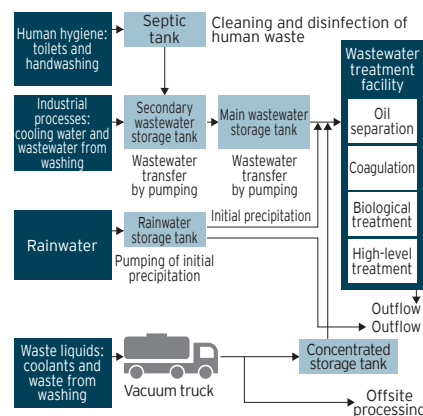 Human hygiene:
toilets and
handwashing
Septic
tank
Cleaning and disinfection of
human waste
Industrial
processes:
cooling water and
wastewater from
washing
Secondary
wastewater
storage tank
Wastewater
transfer
by pumping
Main wastewater
storage tank
Wastewater
transfer
by pumping
Wastewater
treatment
facility
Oil
separation
Coagulation
Biological
treatment
High-level
treatment
Rainwater
Rainwater
storage tank
Pumping of initial
precipitation
Initial precipitation
Outflow
Outflow
Waste liquids:
coolants and
waste from
washing
Vacuum truck
Concentrated
storage tank
Offsite
processing